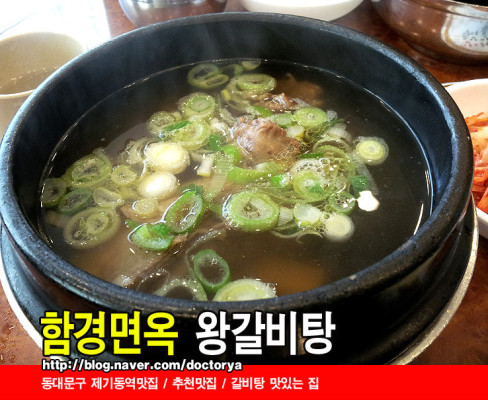 함경면옥 왕갈비탕
http://blog.naver.com/doctorya
동대문구 제기동역맛집 / 추천맛집 / 갈비탕 맛있는 집